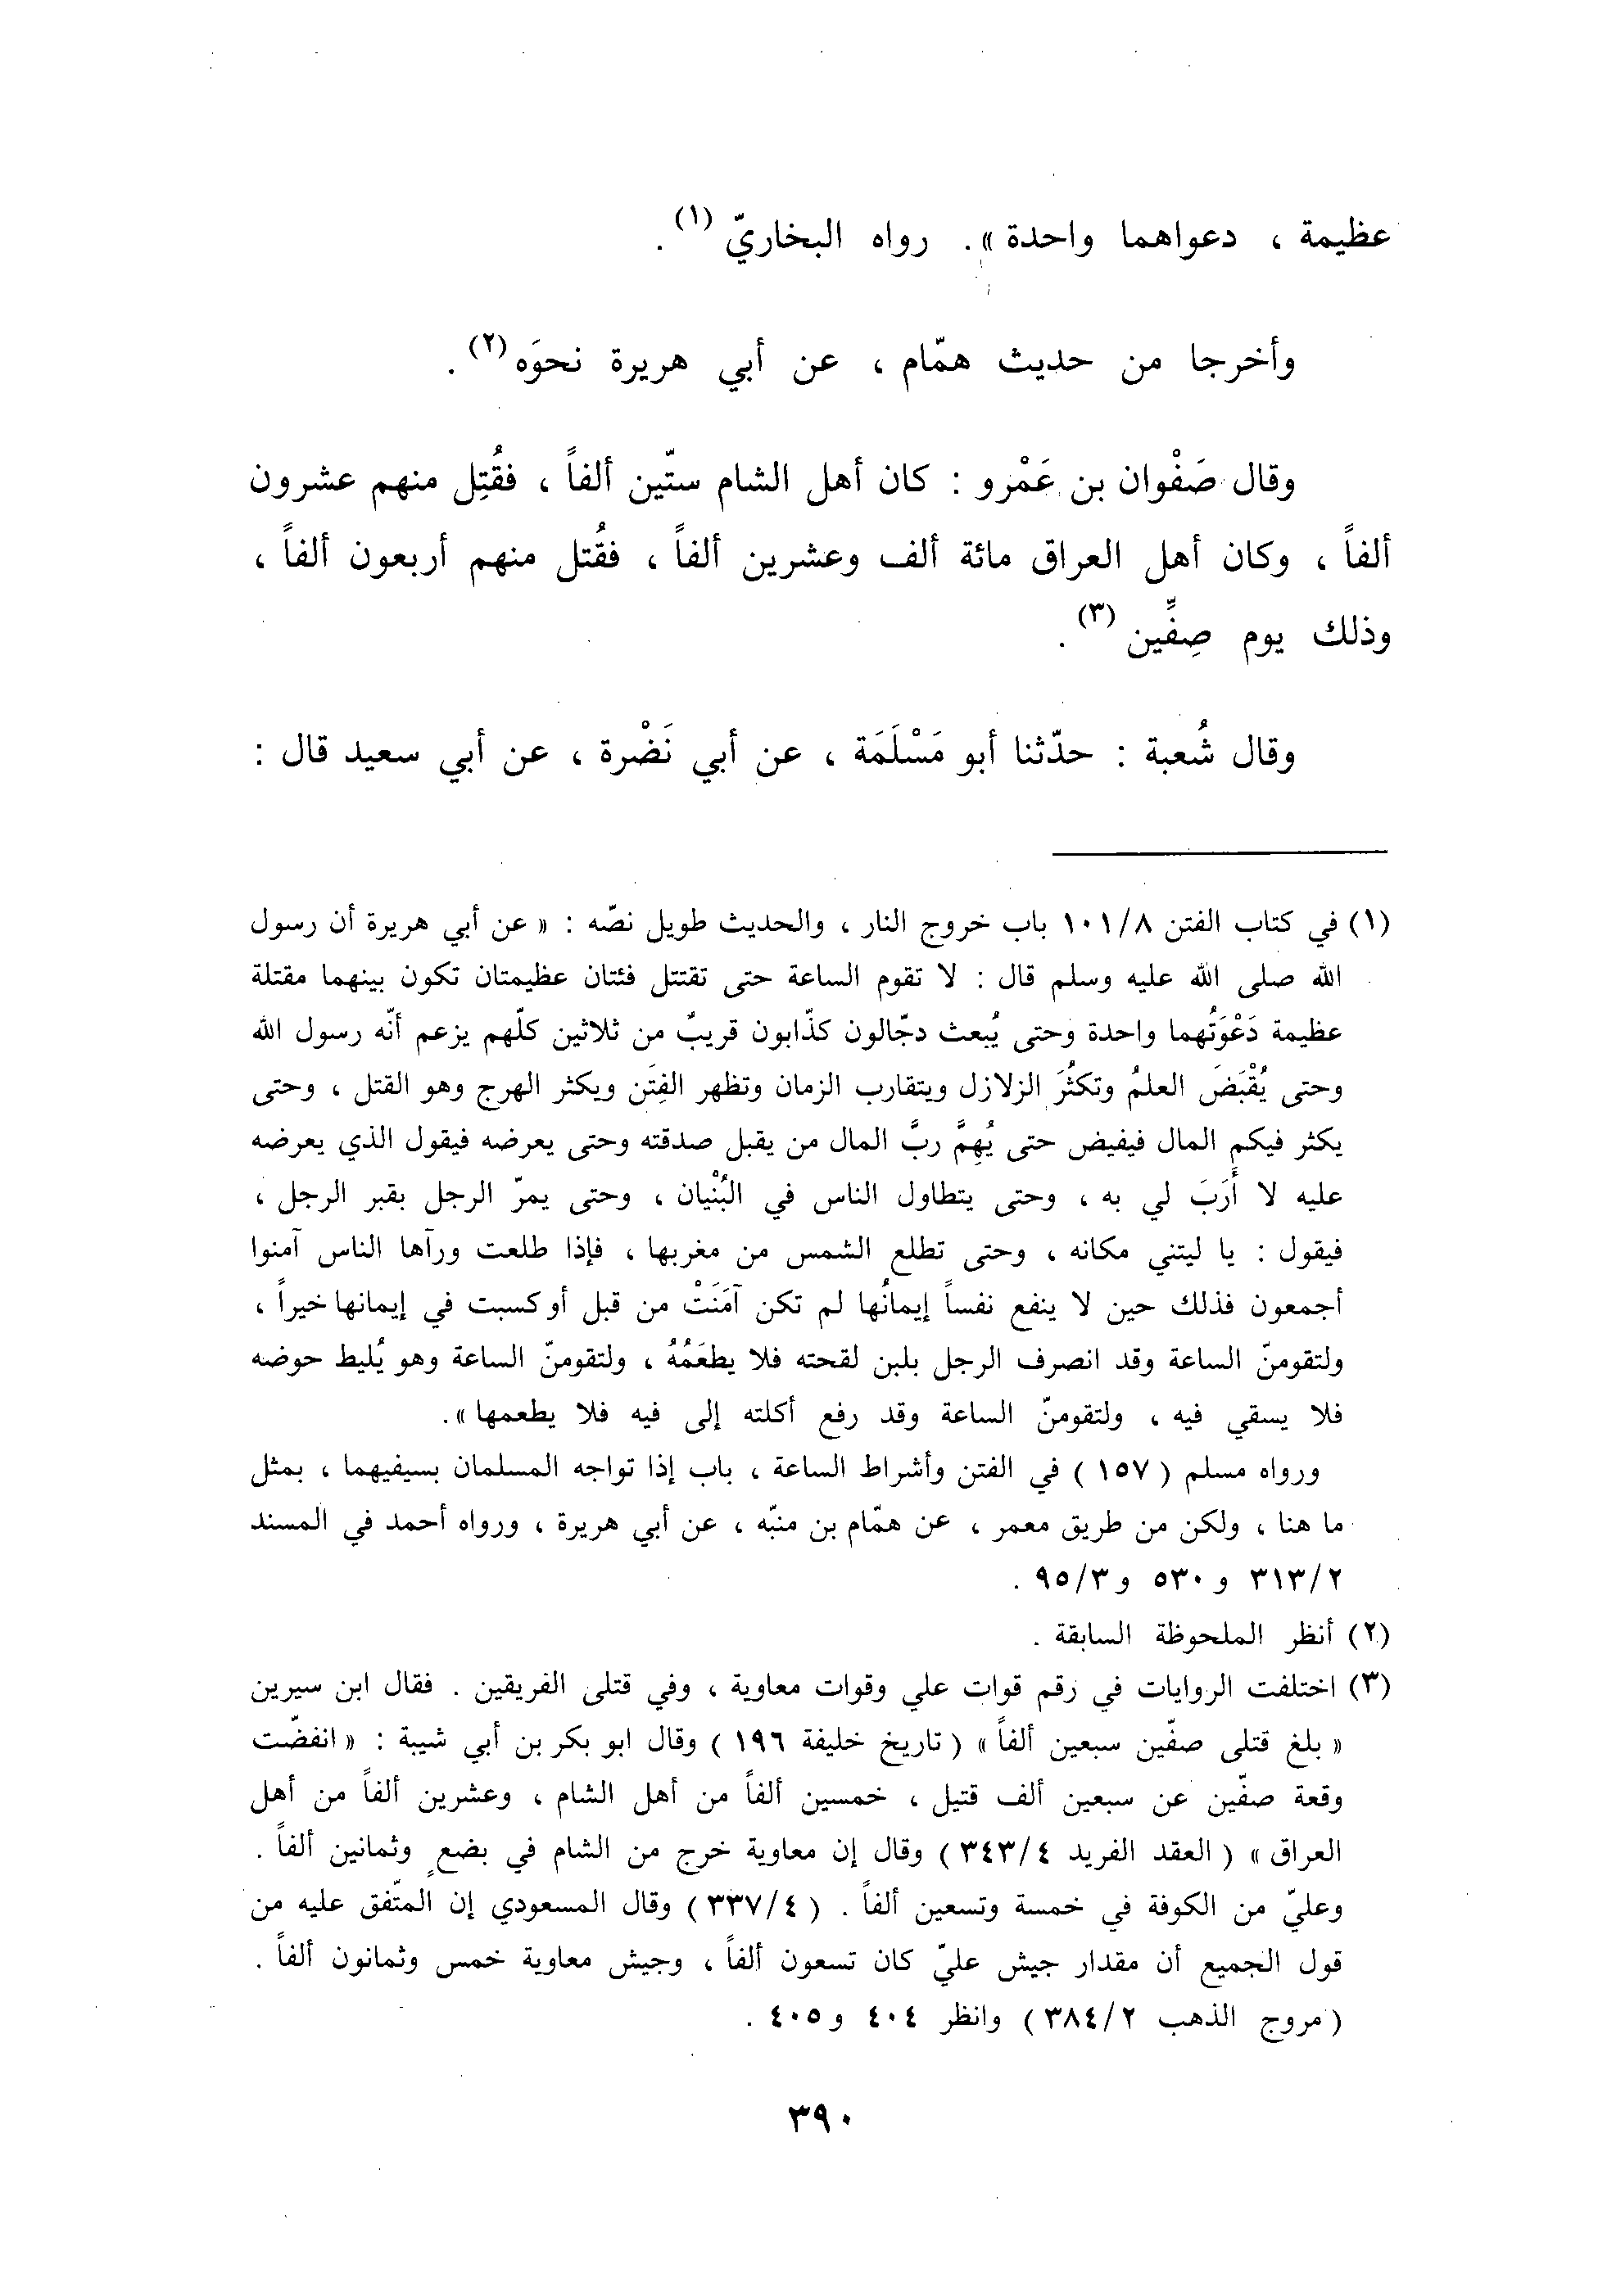 عظيمة ، دعواهما واحدة » . رواه البخاريّ (١) .
وأخرجا من حديث همّام ، عن أبي هريرة نحوَه (٢) .
وقال صَفْوان بن عَمْرو : كان أهل الشام ستّين ألفاً ، فقُتِل منهم عشرون
ألفاً ، وكان أهل العراق مائة ألف وعشرين ألفاً ، فقُتل منهم أربعون ألفاً ،
وذلك يوم صِفِّين (٣) .
وقال شُعبة : حدّثنا أبو مَسْلَمَة ، عن أبي نَضْرة ، عن أبي سعيد قال :
(١) في كتاب الفتن ١٠١/٨ باب خروج النار ، والحديث طويل نصّه : « عن أبي هريرة أن رسول
الله صلى الله عليه وسلم قال : لا تقوم الساعة حتى تقتتل فئتان عظيمتان تكون بينهما مقتلة
عظيمة دَعْوَتُهما واحدة وحتى يُبعث دجّالون كذّابون قريبٌ من ثلاثين كلّهم يزعم أنّه رسول الله
وحتى يُقْبَضَ العلمُ وتكثُرَ الزلازل ويتقارب الزمان وتظهر الفِتَن ويكثر الهرج وهو القتل ، وحتى
يكثر فيكم المال فيفيض حتى يُهِمَّ ربَّ المال من يقبل صدقته وحتى يعرضه فيقول الذي يعرضه
عليه لا أَرَبَ لي به ، وحتى يتطاول الناس في البُنْيان ، وحتى يمرّ الرجل بقبر الرجل ،
فيقول : يا ليتني مكانه ، وحتى تطلع الشمس من مغربها ، فإذا طلعت ورآها الناس آمنوا
أجمعون فذلك حين لا ينفع نفساً إيمانُها لم تكن آمَنَتْ من قبل أو كسبت في إيمانها خيراً ،
ولتقومنّ الساعة وقد انصرف الرجل بلبن لقحته فلا يطعَمُهُ ، ولتقومنّ الساعة وهو يُليط حوضه
فلا يسقي فيه ، ولتقومنّ الساعة وقد رفع أكلته إلى فيه فلا يطعمها » .
ورواه مسلم ( ١٥٧ ) في الفتن وأشراط الساعة ، باب إذا تواجه المسلمان بسيفيهما ، بمثل
ما هنا ، ولكن من طريق معمر ، عن همّام بن منبّه ، عن أبي هريرة ، ورواه أحمد في المسند
٣١٣/٢ و ٥٣٠ و ٩٥/٣ .
(٢) أنظر الملحوظة السابقة .
(٣) اختلفت الروايات في رقم قوات علي وقوات معاوية ، وفي قتلى الفريقين . فقال ابن سيرين
« بلغ قتلى صفّين سبعين ألفاً » ( تاريخ خليفة ١٩٦ ) وقال ابو بكر بن أبي شيبة : « انفضّت
وقعة صفّين عن سبعين ألف قتيل ، خمسين ألفاً من أهل الشام ، وعشرين ألفاً من أهل
العراق » ( العقد الفريد ٣٤٣/٤ ) وقال إن معاوية خرج من الشام في بضعٍ وثمانين ألفاً .
وعليّ من الكوفة في خمسة وتسعين ألفاً . ( ٣٣٧/٤ ) وقال المسعودي إن المتّفق عليه من
قول الجميع أن مقدار جيش عليّ كان تسعون ألفاً ، وجيش معاوية خمس وثمانون ألفاً .
( مروج الذهب ٣٨٤/٢ ) وانظر ٤٠٤ و ٤٠٥ .
٣٩٠